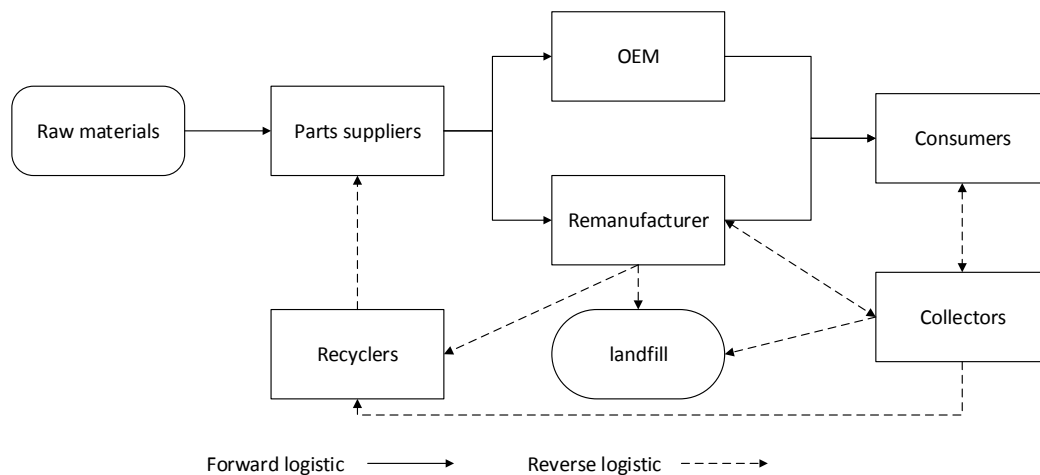 OEM
Raw materials
Parts suppliers
Consumers
Remanufacturer
Recyclers
landfill
Collectors
Forward logistic
Reverse logistic